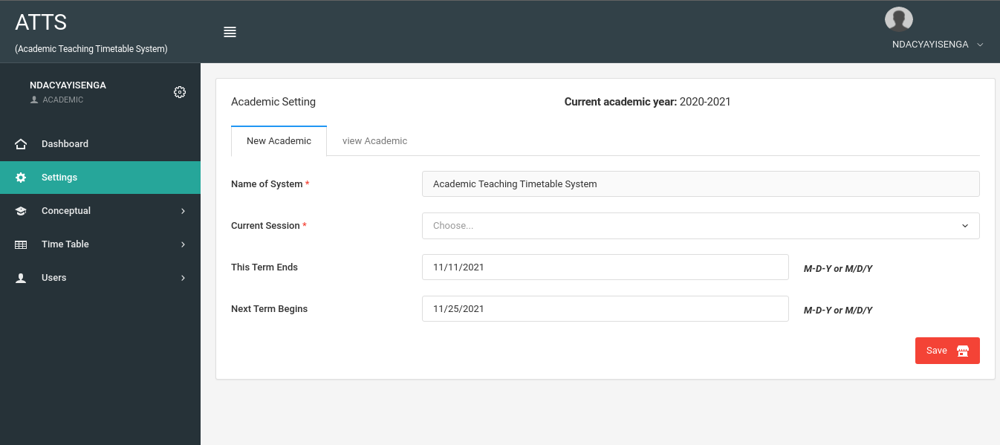 ATTS
(Academic Teaching Timetable System)
NDACYAYISENGA
NDACYAYISENGA
ACADEMIC
Dashboard
Settings
Conceptual
Time Table
Users
Academic Setting
Current academic year: 2020-2021
New Academic
view Academic
Name of System *
Academic Teaching Timetable System
Current Session *
Choose...
This Term Ends
11/11/2021
M-D-Y or M/D/Y
Next Term Begins
11/25/2021
M-D-Y or M/D/Y
Save